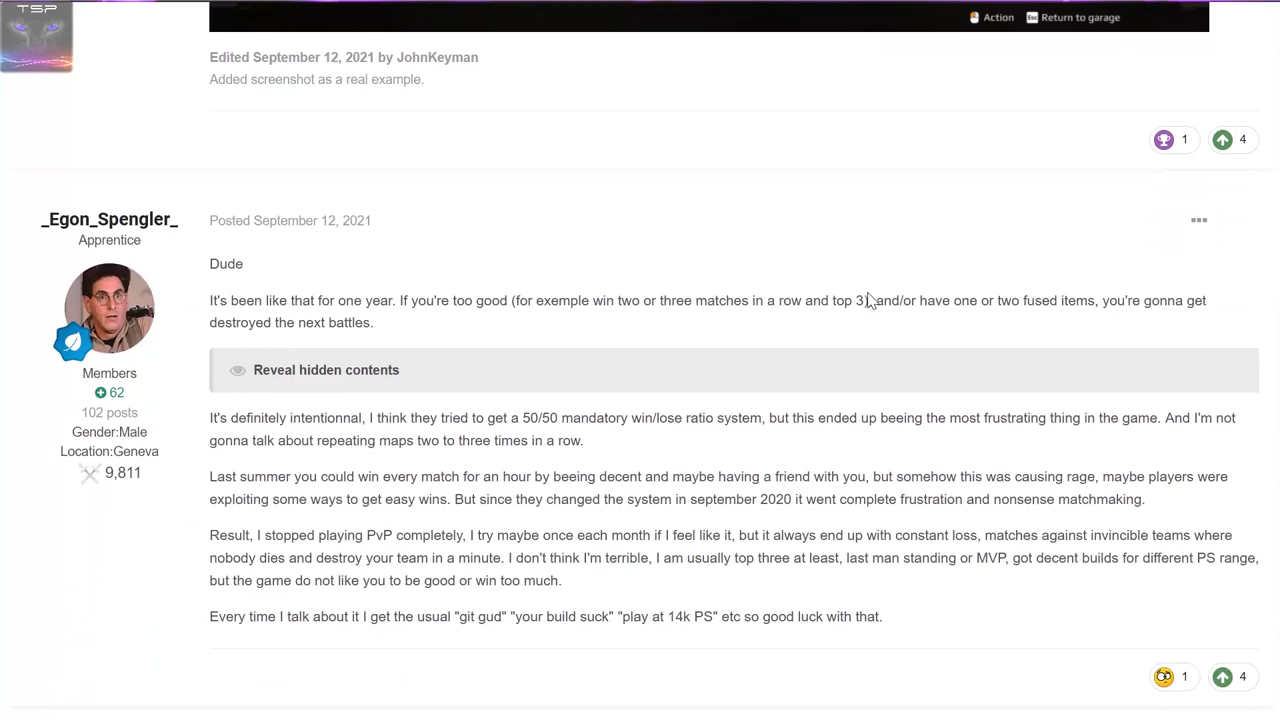 TSP
Action Esc Return to garage
Edited September 12, 2021 by JohnKeyman
Added screenshot as a real example.
1 4
_Egon_Spengler_
Apprentice
Members
62
102 posts
Gender:Male
Location:Geneva
9,811
Posted September 12, 2021
Dude
It's been like that for one year. If you're too good (for exemple win two or three matches in a row and top 3) and/or have one or two fused items, you're gonna get
destroyed the next battles.
Reveal hidden contents
It's definitely intentionnal, I think they tried to get a 50/50 mandatory win/lose ratio system, but this ended up beeing the most frustrating thing in the game. And I'm not
gonna talk about repeating maps two to three times in a row.
Last summer you could win every match for an hour by beeing decent and maybe having a friend with you, but somehow this was causing rage, maybe players were
exploiting some ways to get easy wins. But since they changed the system in september 2020 it went complete frustration and nonsense matchmaking.
Result, I stopped playing PvP completely, I try maybe once each month if I feel like it, but it always end up with constant loss, matches against invincible teams where
nobody dies and destroy your team in a minute. I don't think I'm terrible, I am usually top three at least, last man standing or MVP, got decent builds for different PS range,
but the game do not like you to be good or win too much.
Every time I talk about it I get the usual "git gud" "your build suck" "play at 14k PS" etc so good luck with that.
1 4